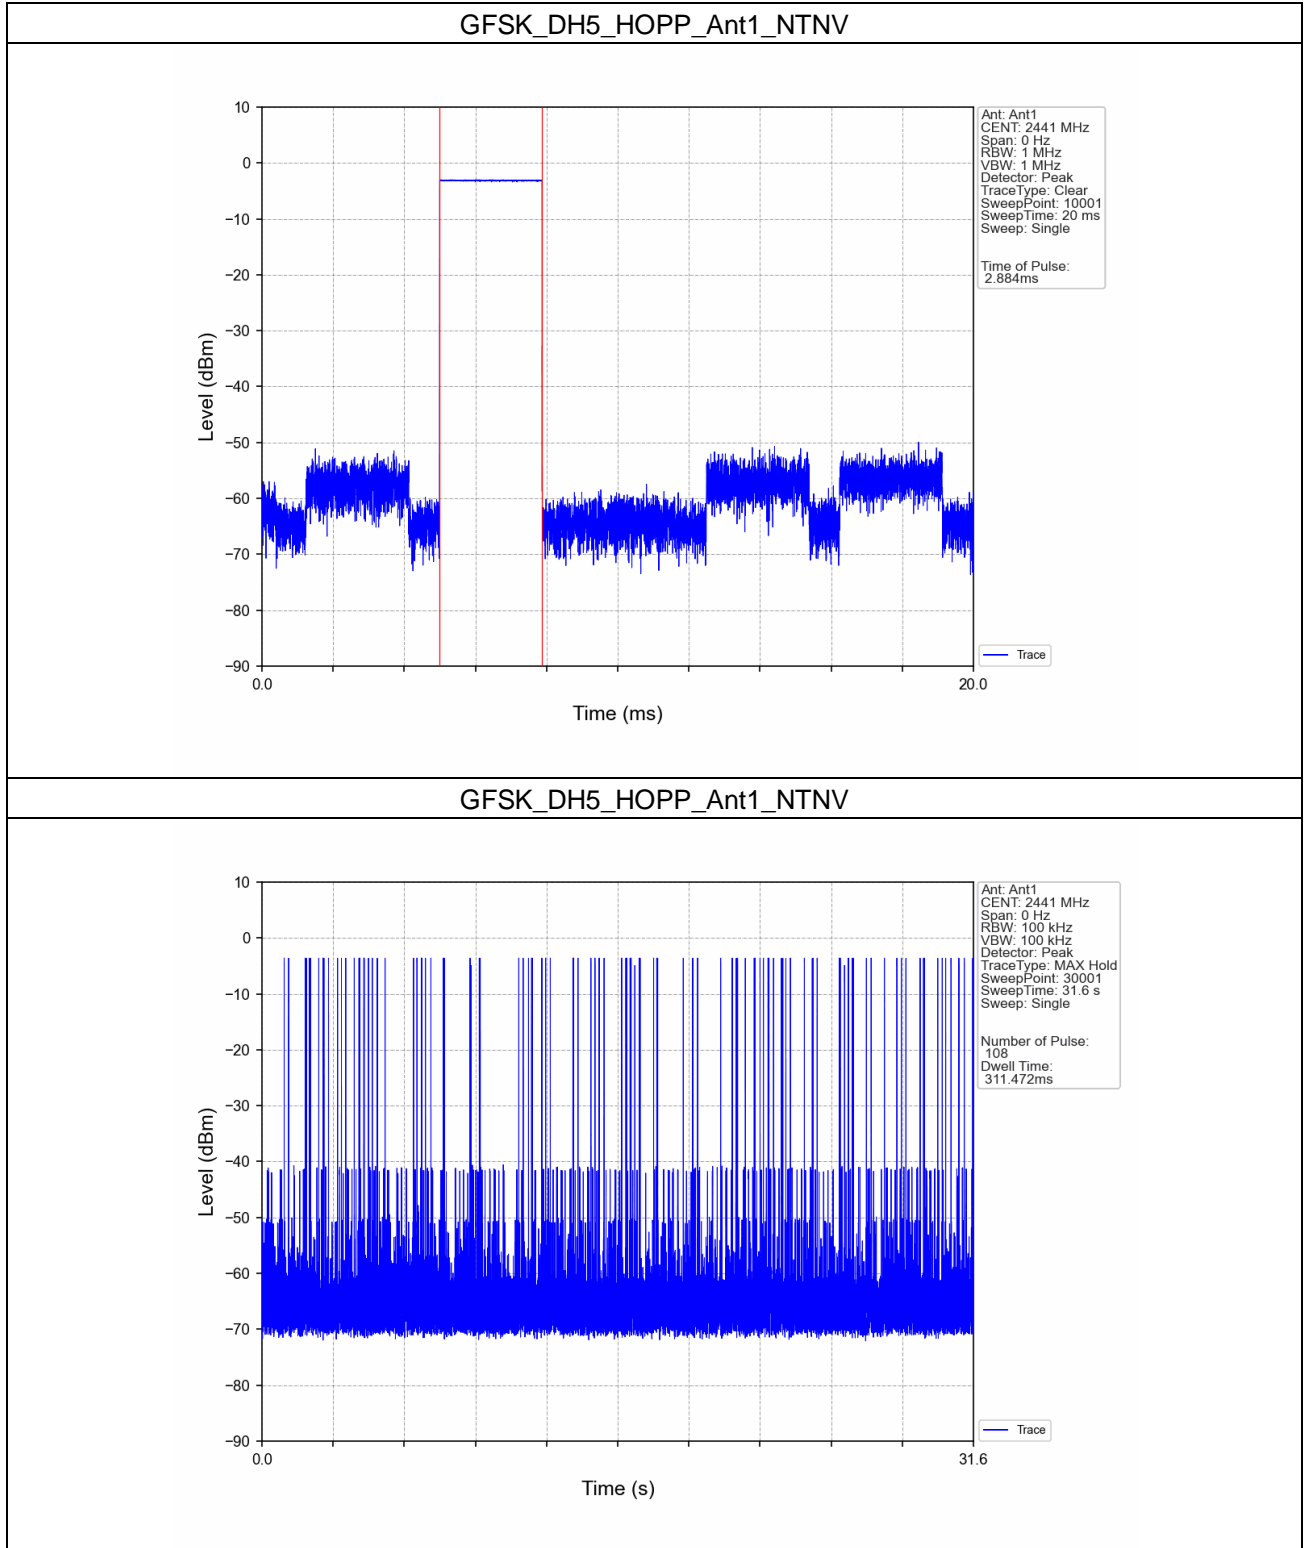 GFSK_DH5_HOPP_Ant1_NTNV
10
0
−10
−20
−30
−40
−50
−60
−70
−80
−90
Level (dBm)
0.0
20.0
Time (ms)
Ant: Ant1
CENT: 2441 MHz
Span: 0 Hz
RBW: 1 MHz
VBW: 1 MHz
Detector: Peak
TraceType: Clear
SweepPoint: 10001
SweepTime: 20 ms
Sweep: Single
Time of Pulse:
2.884ms
Trace
GFSK_DH5_HOPP_Ant1_NTNV
10
0
−10
−20
−30
−40
−50
−60
−70
−80
−90
Level (dBm)
0.0
31.6
Time (s)
Ant: Ant1
CENT: 2441 MHz
Span: 0 Hz
RBW: 100 kHz
VBW: 100 kHz
Detector: Peak
TraceType: MAX Hold
SweepPoint: 30001
SweepTime: 31.6 s
Sweep: Single
Number of Pulse:
108
Dwell Time:
311.472ms
Trace